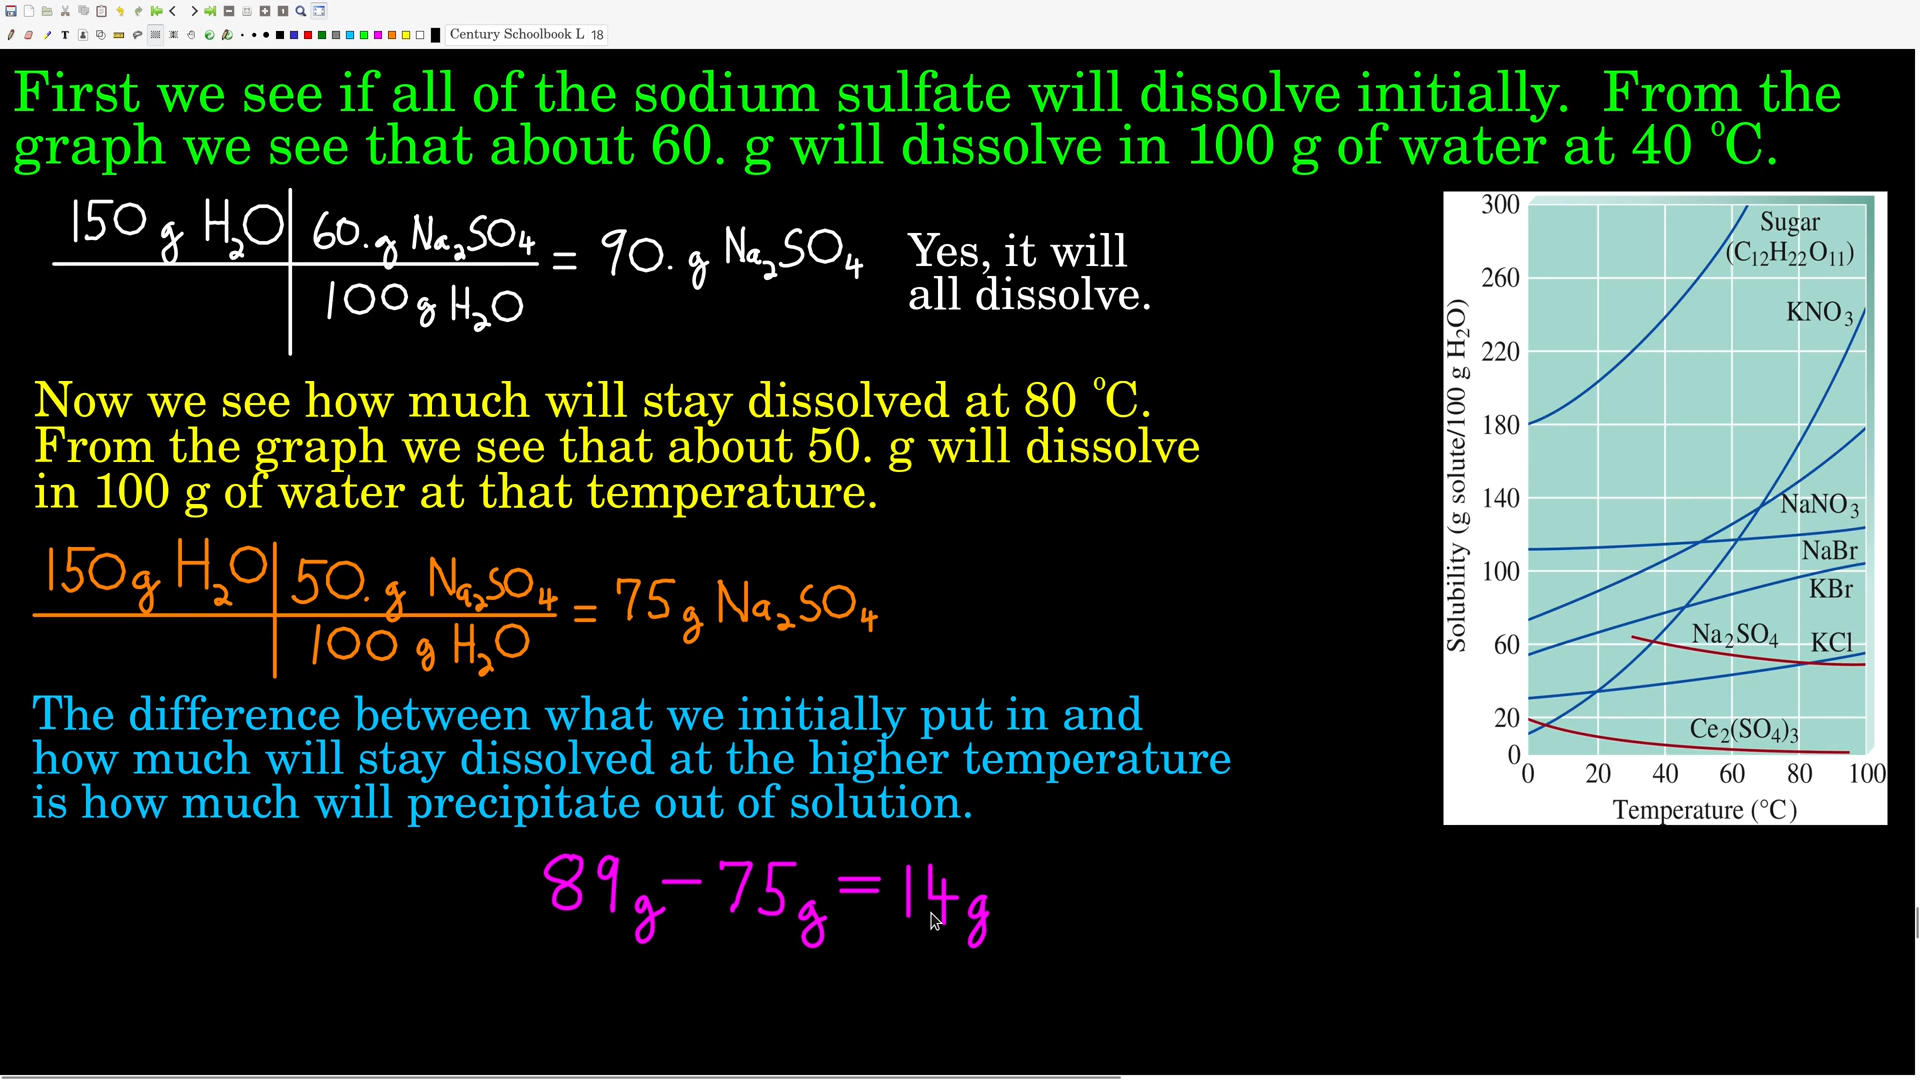 Century Schoolbook L 18
First we see if all of the sodium sulfate will dissolve initially. From the
graph we see that about 60. g will dissolve in 100 g of water at 40 °C.
150 g H₂O | 60. g Na₂SO₄ = 90. g Na₂SO₄
100 g H₂O
Yes, it will
all dissolve.
Now we see how much will stay dissolved at 80 °C.
From the graph we see that about 50. g will dissolve
in 100 g of water at that temperature.
150 g H₂O | 50. g Na₂SO₄ = 75 g Na₂SO₄
100 g H₂O
The difference between what we initially put in and
how much will stay dissolved at the higher temperature
is how much will precipitate out of solution.
89 g – 75 g = 14 g
Solubility (g solute/100 g H₂O)
300
260
220
180
140
100
60
20
0
Sugar
(C₁₂H₂₂O₁₁)
KNO₃
NaNO₃
NaBr
KBr
Na₂SO₄
KCl
Ce₂(SO₄)₃
0 20 40 60 80 100
Temperature (°C)